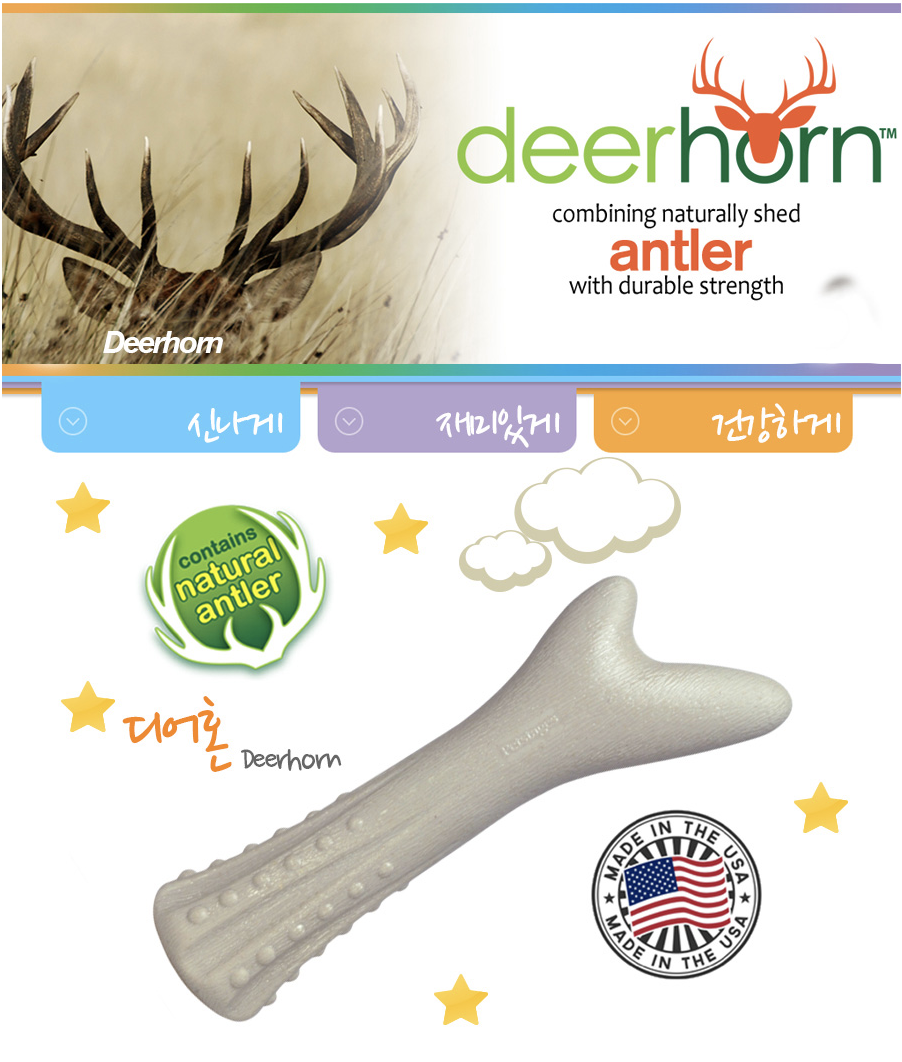 deerhorn™
combining naturally shed
antler
with durable strength
Deerhorn
신나게
재미있게
건강하게
contains
natural
antler
디어혼 Deerhorn
Petstages
MADE IN THE USA
MADE IN THE USA